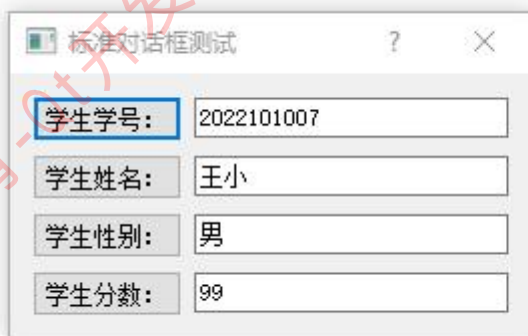 标准对话框测试 ?
学生学号： 2022101007
学生姓名： 王小
学生性别： 男
学生分数： 99